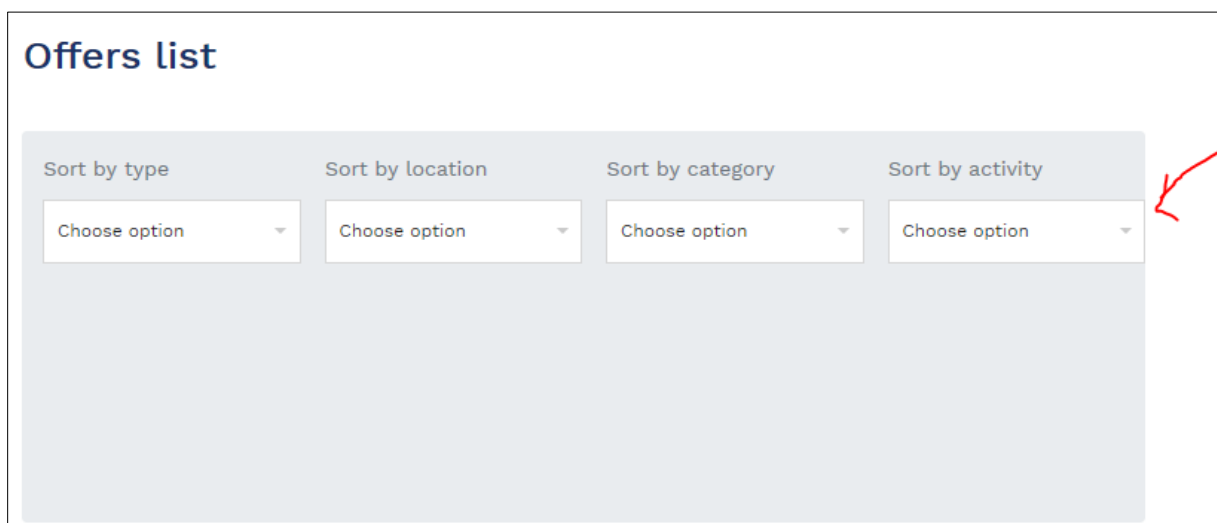 Offers list
Sort by type Sort by location Sort by category Sort by activity
Choose option Choose option Choose option Choose option